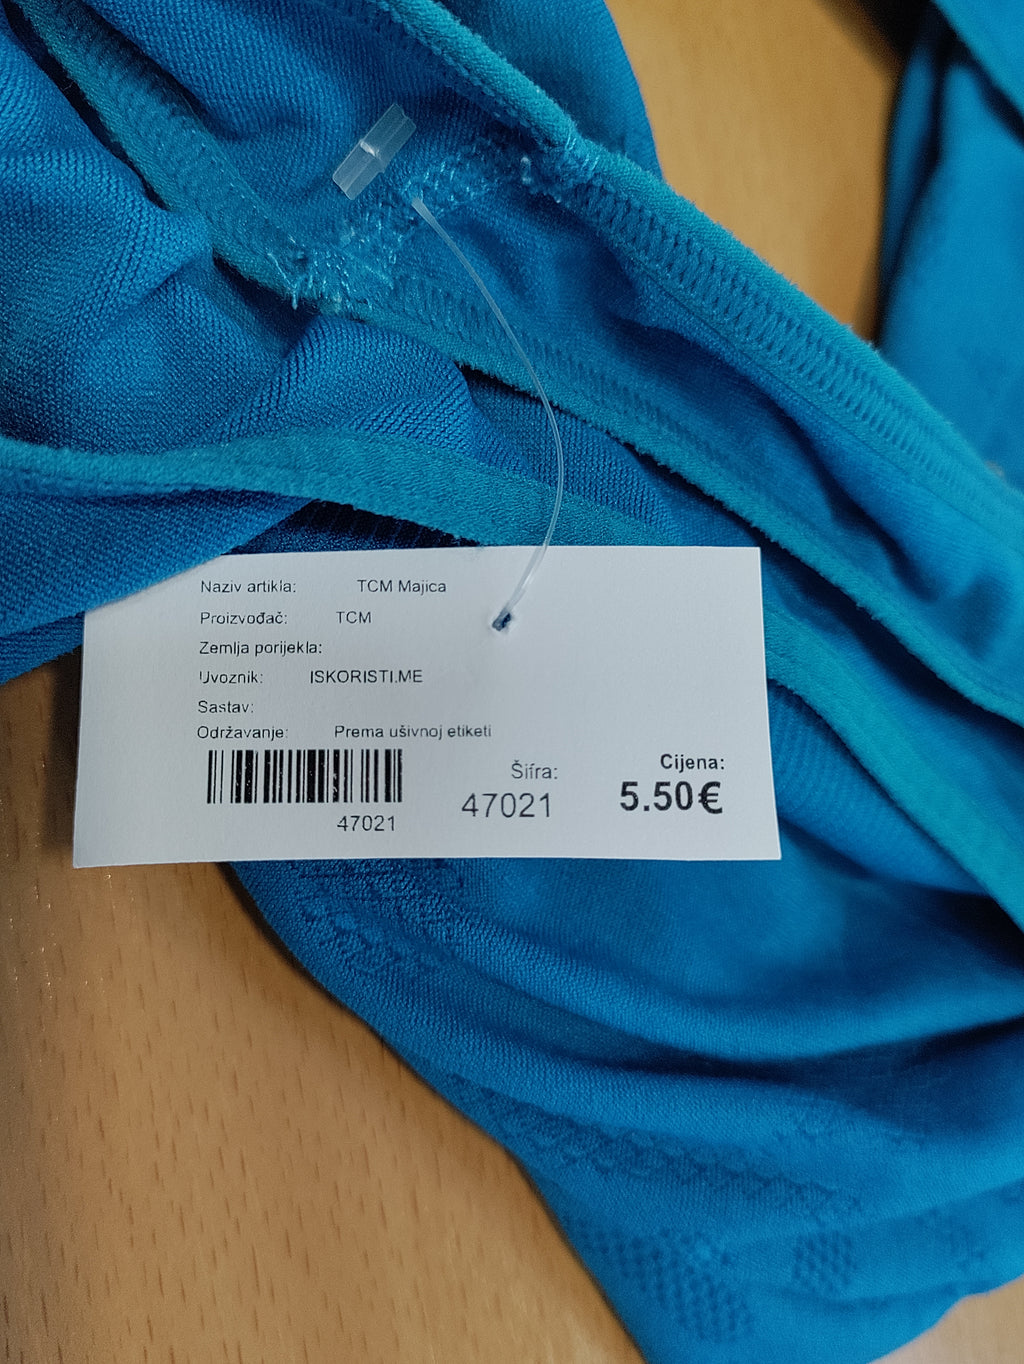 Naziv artikla: TCM Majica
Proizvođač: TCM
Zemlja porijekla:
Uvoznik: ISKORISTI.ME
Sastav:
Održavanje: Prema ušivnoj etiketi
47021
Šifra:
47021
Cijena:
5.50€